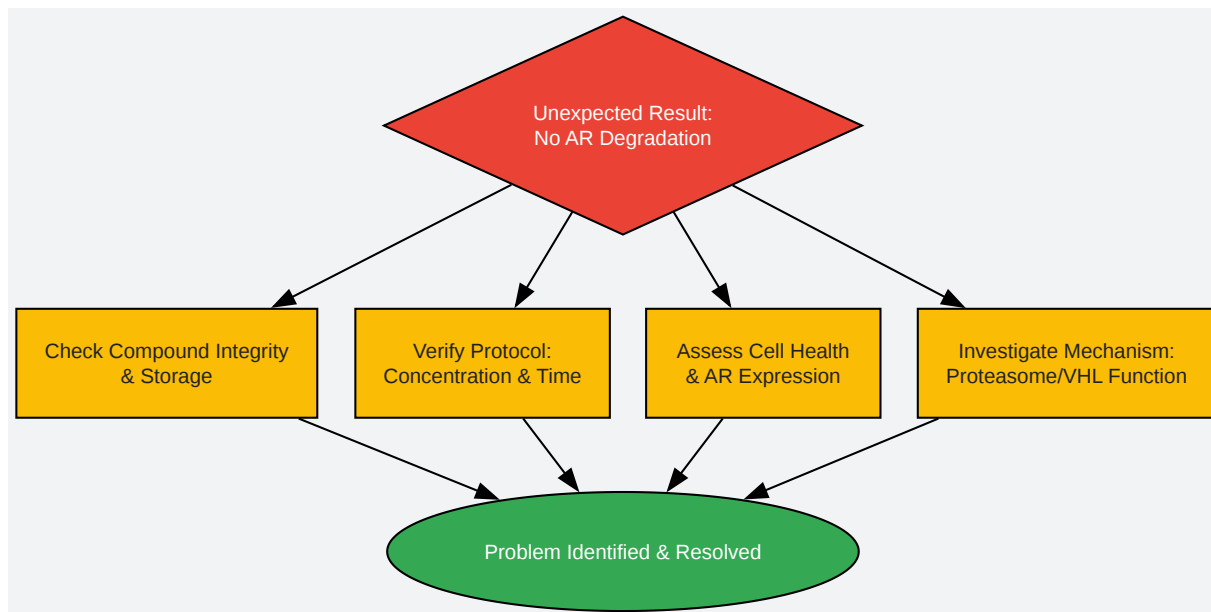 Unexpected Result:
No AR Degradation
Check Compound Integrity
& Storage
Verify Protocol:
Concentration & Time
Assess Cell Health
& AR Expression
Investigate Mechanism:
Proteasome/VHL Function
Problem Identified & Resolved